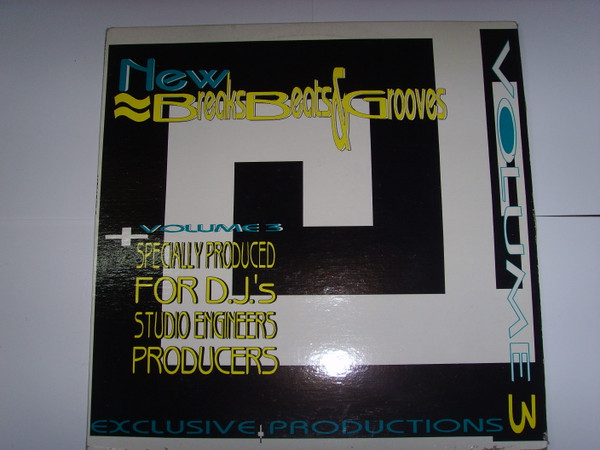 New
≈BreaksBeats&Grooves
VOLUME 3
+
VOLUME 3
SPECIALLY PRODUCED
FOR D.J.'s
STUDIO ENGINEERS
PRODUCERS
EXCLUSIVE+PRODUCTIONS